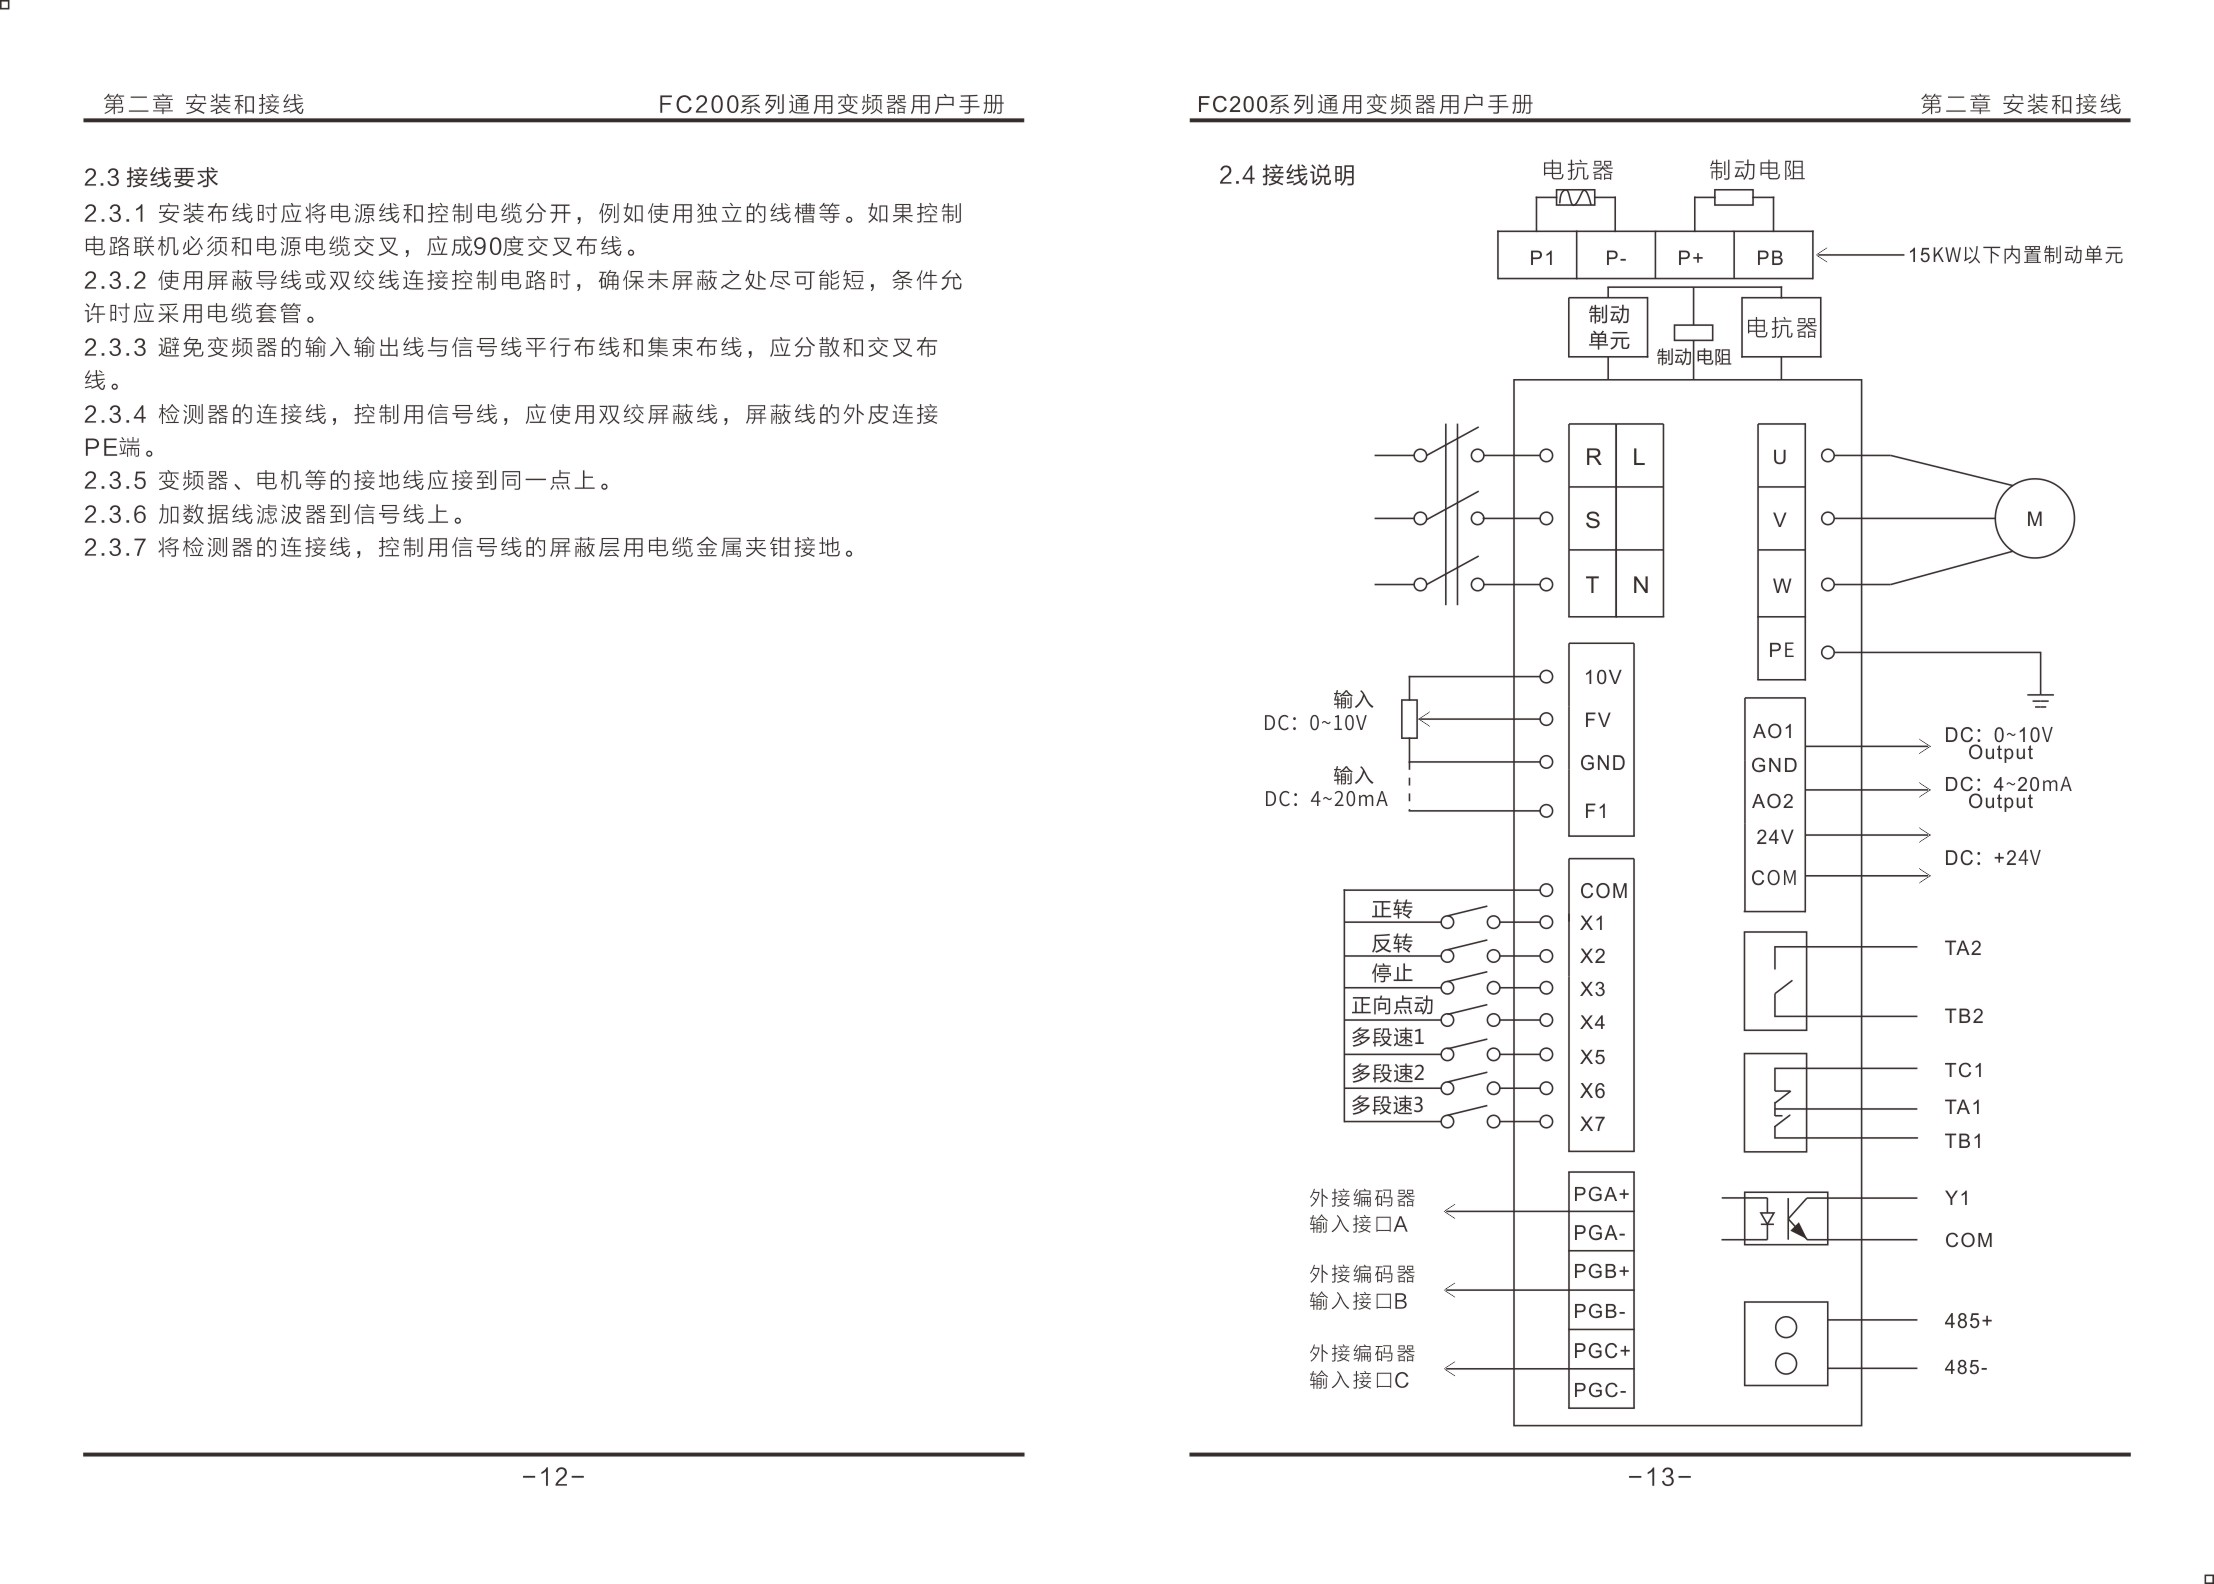 第二章 安装和接线
FC200系列通用变频器用户手册
2.3 接线要求
2.3.1 安装布线时应将电源线和控制电缆分开，例如使用独立的线槽等。如果控制
电路联机必须和电源电缆交叉，应成90度交叉布线。
2.3.2 使用屏蔽导线或双绞线连接控制电路时，确保未屏蔽之处尽可能短，条件允
许时应采用电缆套管。
2.3.3 避免变频器的输入输出线与信号线平行布线和集束布线，应分散和交叉布
线。
2.3.4 检测器的连接线，控制用信号线，应使用双绞屏蔽线，屏蔽线的外皮连接
PE端。
2.3.5 变频器、电机等的接地线应接到同一点上。
2.3.6 加数据线滤波器到信号线上。
2.3.7 将检测器的连接线，控制用信号线的屏蔽层用电缆金属夹钳接地。
-12-
FC200系列通用变频器用户手册
第二章 安装和接线
2.4 接线说明
电抗器
制动电阻
P1
P-
P+
PB
15KW以下内置制动单元
制动
单元
制动电阻
电抗器
R
L
S
T
N
U
V
W
PE
M
输入
DC：0~10V
输入
DC：4~20mA
10V
FV
GND
F1
AO1
GND
AO2
24V
COM
DC：0~10V
Output
DC：4~20mA
Output
DC：+24V
正转
反转
停止
正向点动
多段速1
多段速2
多段速3
COM
X1
X2
X3
X4
X5
X6
X7
TA2
TB2
TC1
TA1
TB1
Y1
COM
485+
485-
外接编码器
输入接口A
外接编码器
输入接口B
外接编码器
输入接口C
PGA+
PGA-
PGB+
PGB-
PGC+
PGC-
-13-